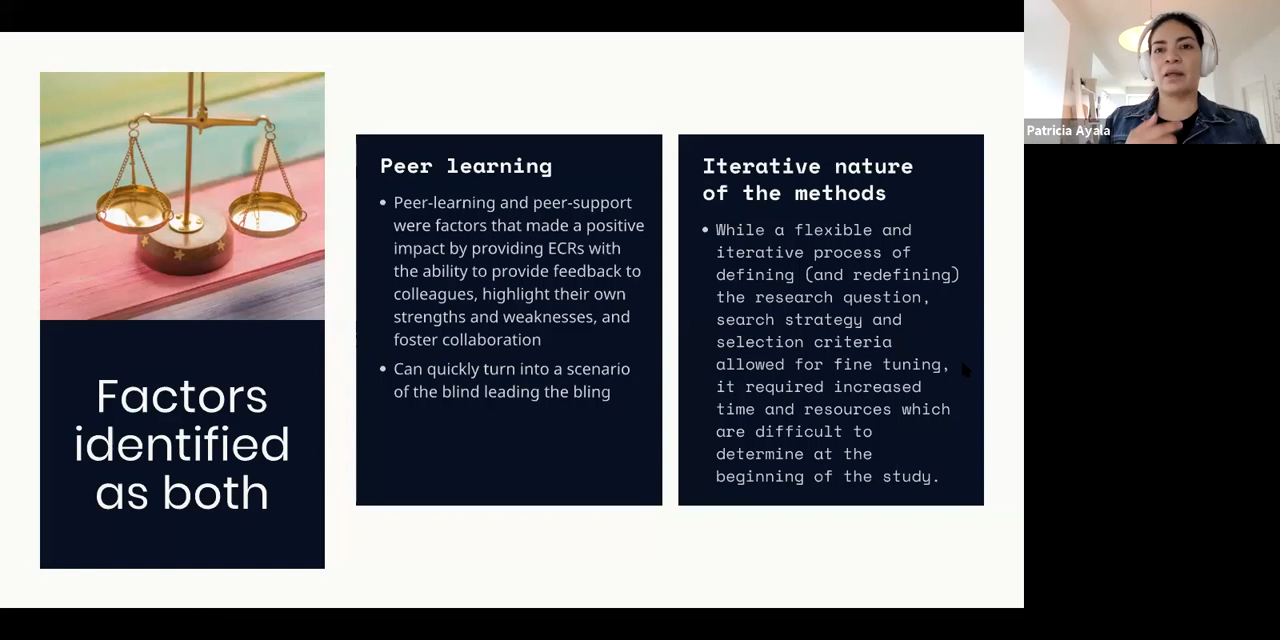 Factors
identified
as both
Peer learning
• Peer-learning and peer-support
were factors that made a positive
impact by providing ECRs with
the ability to provide feedback to
colleagues, highlight their own
strengths and weaknesses, and
foster collaboration
• Can quickly turn into a scenario
of the blind leading the bling
Iterative nature
of the methods
• While a flexible and
iterative process of
defining (and redefining)
the research question,
search strategy and
selection criteria
allowed for fine tuning,
it required increased
time and resources which
are difficult to
determine at the
beginning of the study.
Patricia Ayala